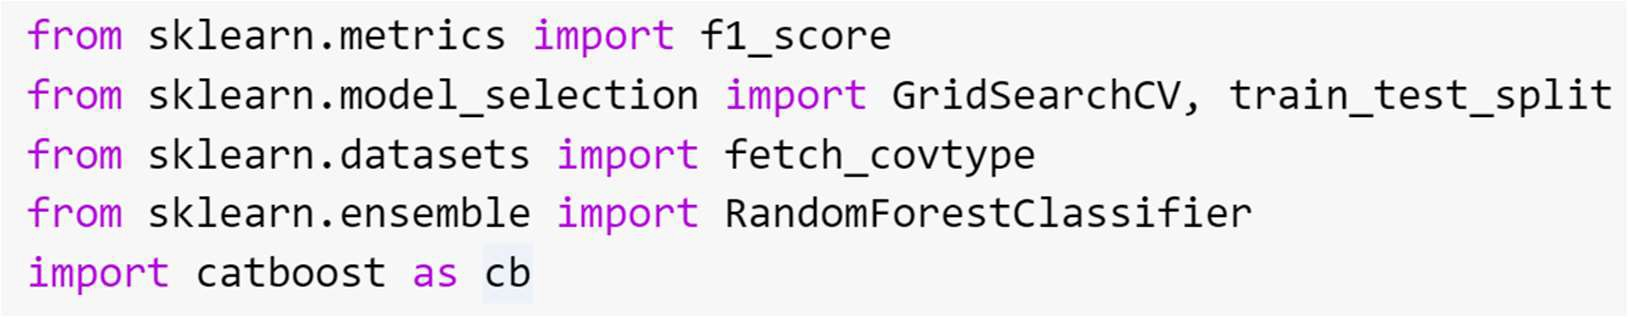 from sklearn.metrics import f1_score
from sklearn.model_selection import GridSearchCV, train_test_split
from sklearn.datasets import fetch_covtype
from sklearn.ensemble import RandomForestClassifier
import catboost as cb